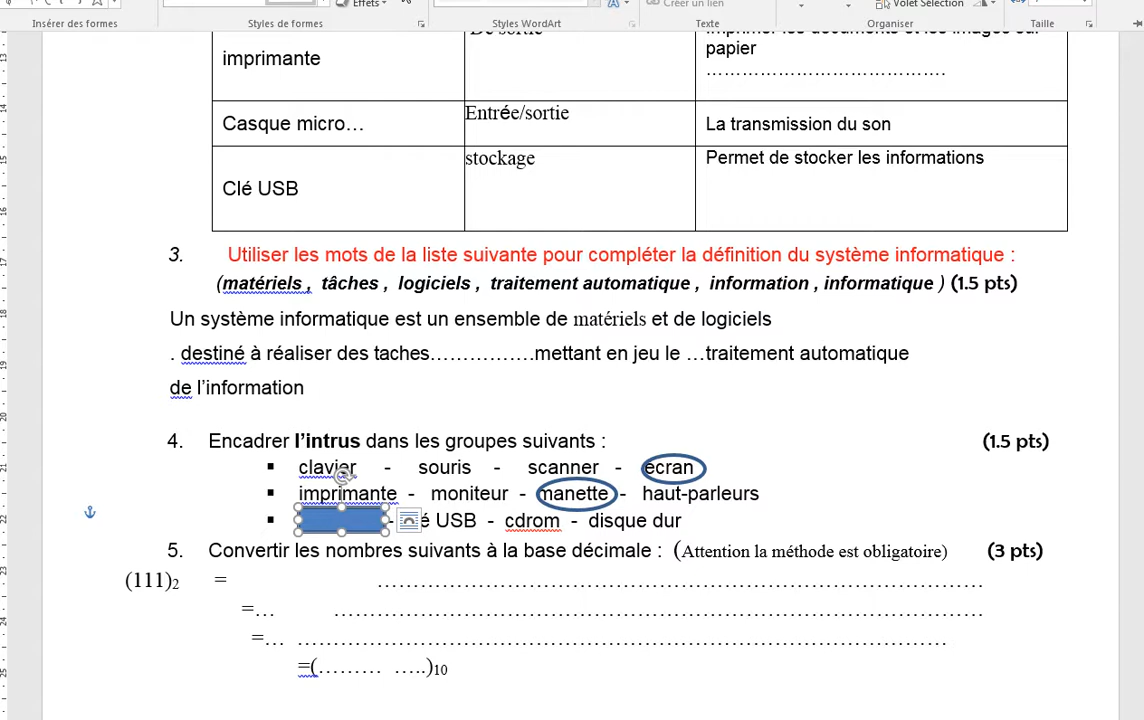 Effets
Créer un lien
Volet Sélection
Insérer des formes
Styles de formes
Styles WordArt
Texte
Organiser
Taille
De sortie
Imprimer les documents et les images sur
imprimante
papier
………………………………….
Casque micro…
Entrée/sortie
La transmission du son
stockage
Permet de stocker les informations
Clé USB
3. Utiliser les mots de la liste suivante pour compléter la définition du système informatique :
(matériels , tâches , logiciels , traitement automatique , information , informatique ) (1.5 pts)
Un système informatique est un ensemble de matériels et de logiciels
. destiné à réaliser des taches…………….mettant en jeu le …traitement automatique
de l’information
4. Encadrer l’intrus dans les groupes suivants : (1.5 pts)
▪ clavier - souris - scanner - ecran
▪ imprimante - moniteur - manette - haut-parleurs
▪ - é USB - cdrom - disque dur
5. Convertir les nombres suivants à la base décimale : (Attention la méthode est obligatoire) (3 pts)
(111)2 = ……………………………………………………………………………
=… …………………………………………………………………………………
=… ………………………………………………………………………………
=(……… …..)10